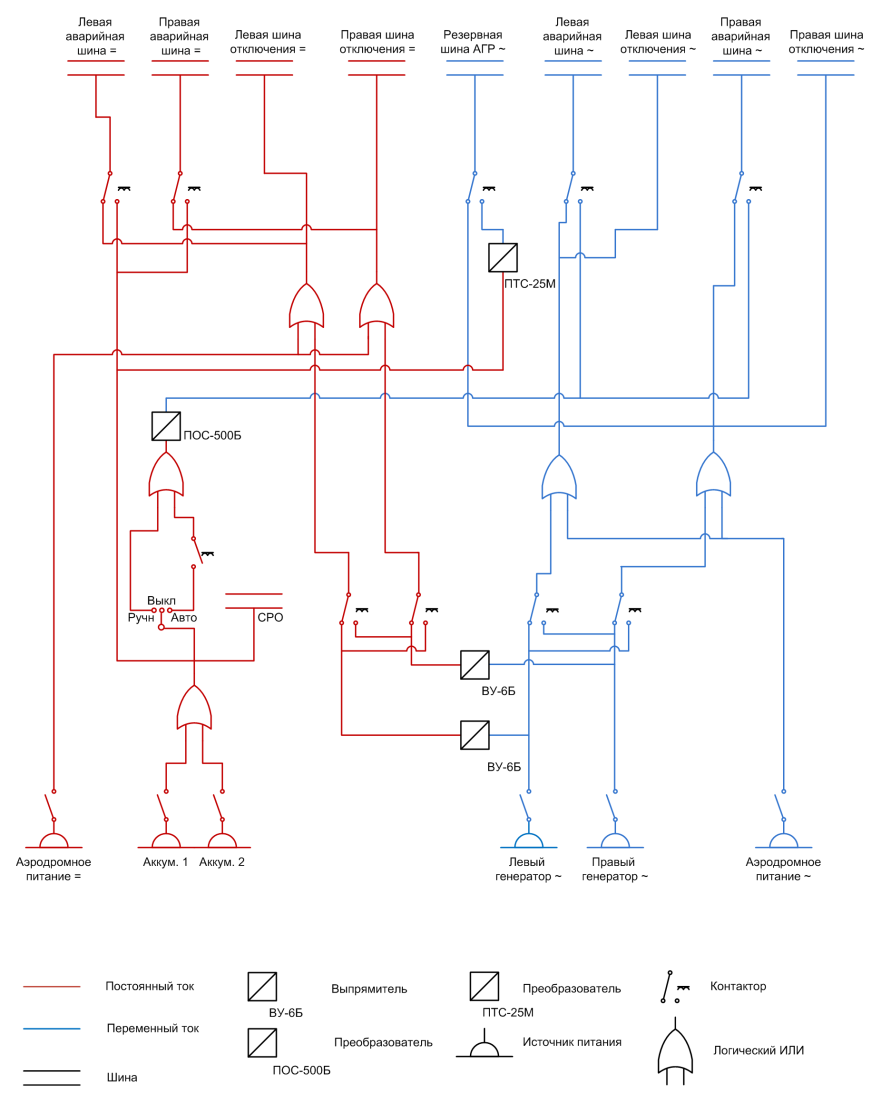 Левая
аварийная
шина =
Правая
аварийная
шина =
Левая шина
отключения =
Правая шина
отключения =
Резервная
шина АГР ~
Левая
аварийная
шина ~
Левая шина
отключения ~
Правая
аварийная
шина ~
Правая шина
отключения ~
ПТС-25М
ПОС-500Б
Выкл
Ручн
Авто
СРО
ВУ-6Б
ВУ-6Б
Аэродромное
питание =
Аккум. 1
Аккум. 2
Левый
генератор ~
Правый
генератор ~
Аэродромное
питание ~
Постоянный ток
Переменный ток
Шина
Выпрямитель
ВУ-6Б
Преобразователь
ПОС-500Б
Преобразователь
ПТС-25М
Источник питания
Контактор
Логический ИЛИ